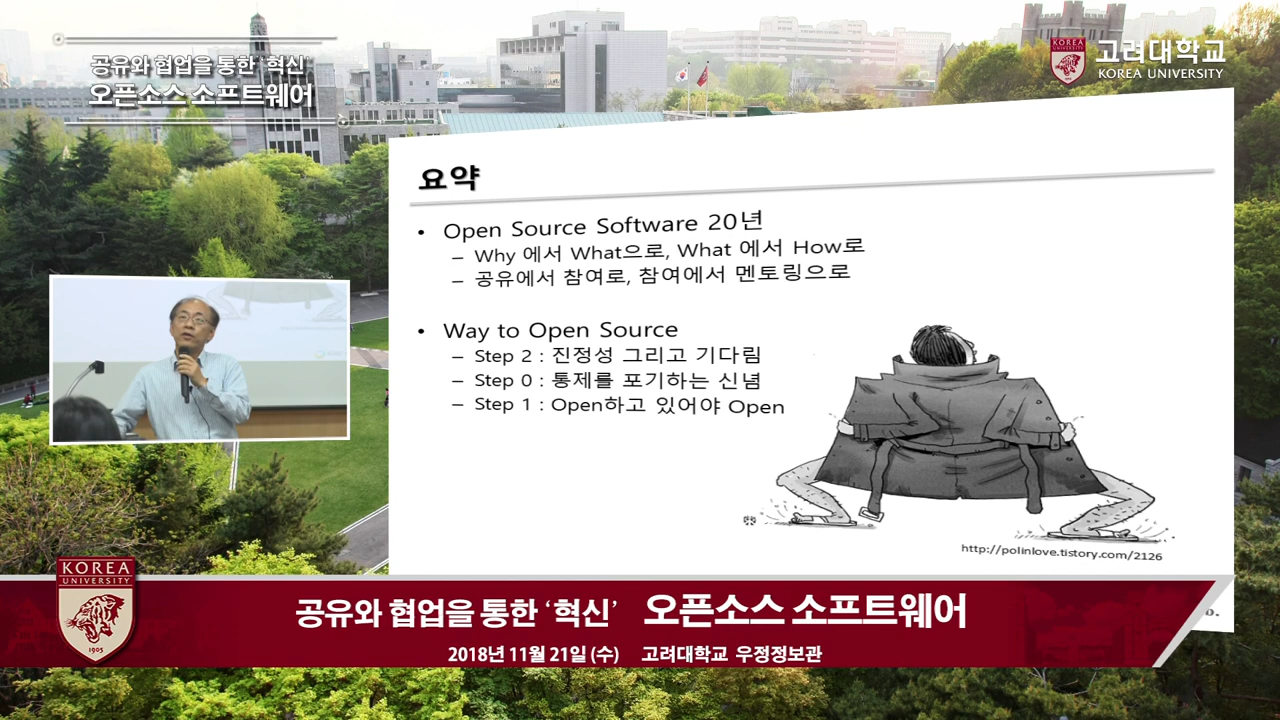 공유와 협업을 통한 '혁신'
오픈소스 소프트웨어
KOREA
UNIVERSITY
고려대학교
KOREA UNIVERSITY
요약
• Open Source Software 20년
– Why 에서 What으로, What 에서 How로
– 공유에서 참여로, 참여에서 멘토링으로
• Way to Open Source
– Step 2 : 진정성 그리고 기다림
– Step 0 : 통제를 포기하는 신념
– Step 1 : Open하고 있어야 Open
http://polinlove.tistory.com/2126
KOREA
UNIVERSITY
1905
공유와 협업을 통한 '혁신' 오픈소스 소프트웨어
2018년 11월 21일 (수) 고려대학교 우정정보관